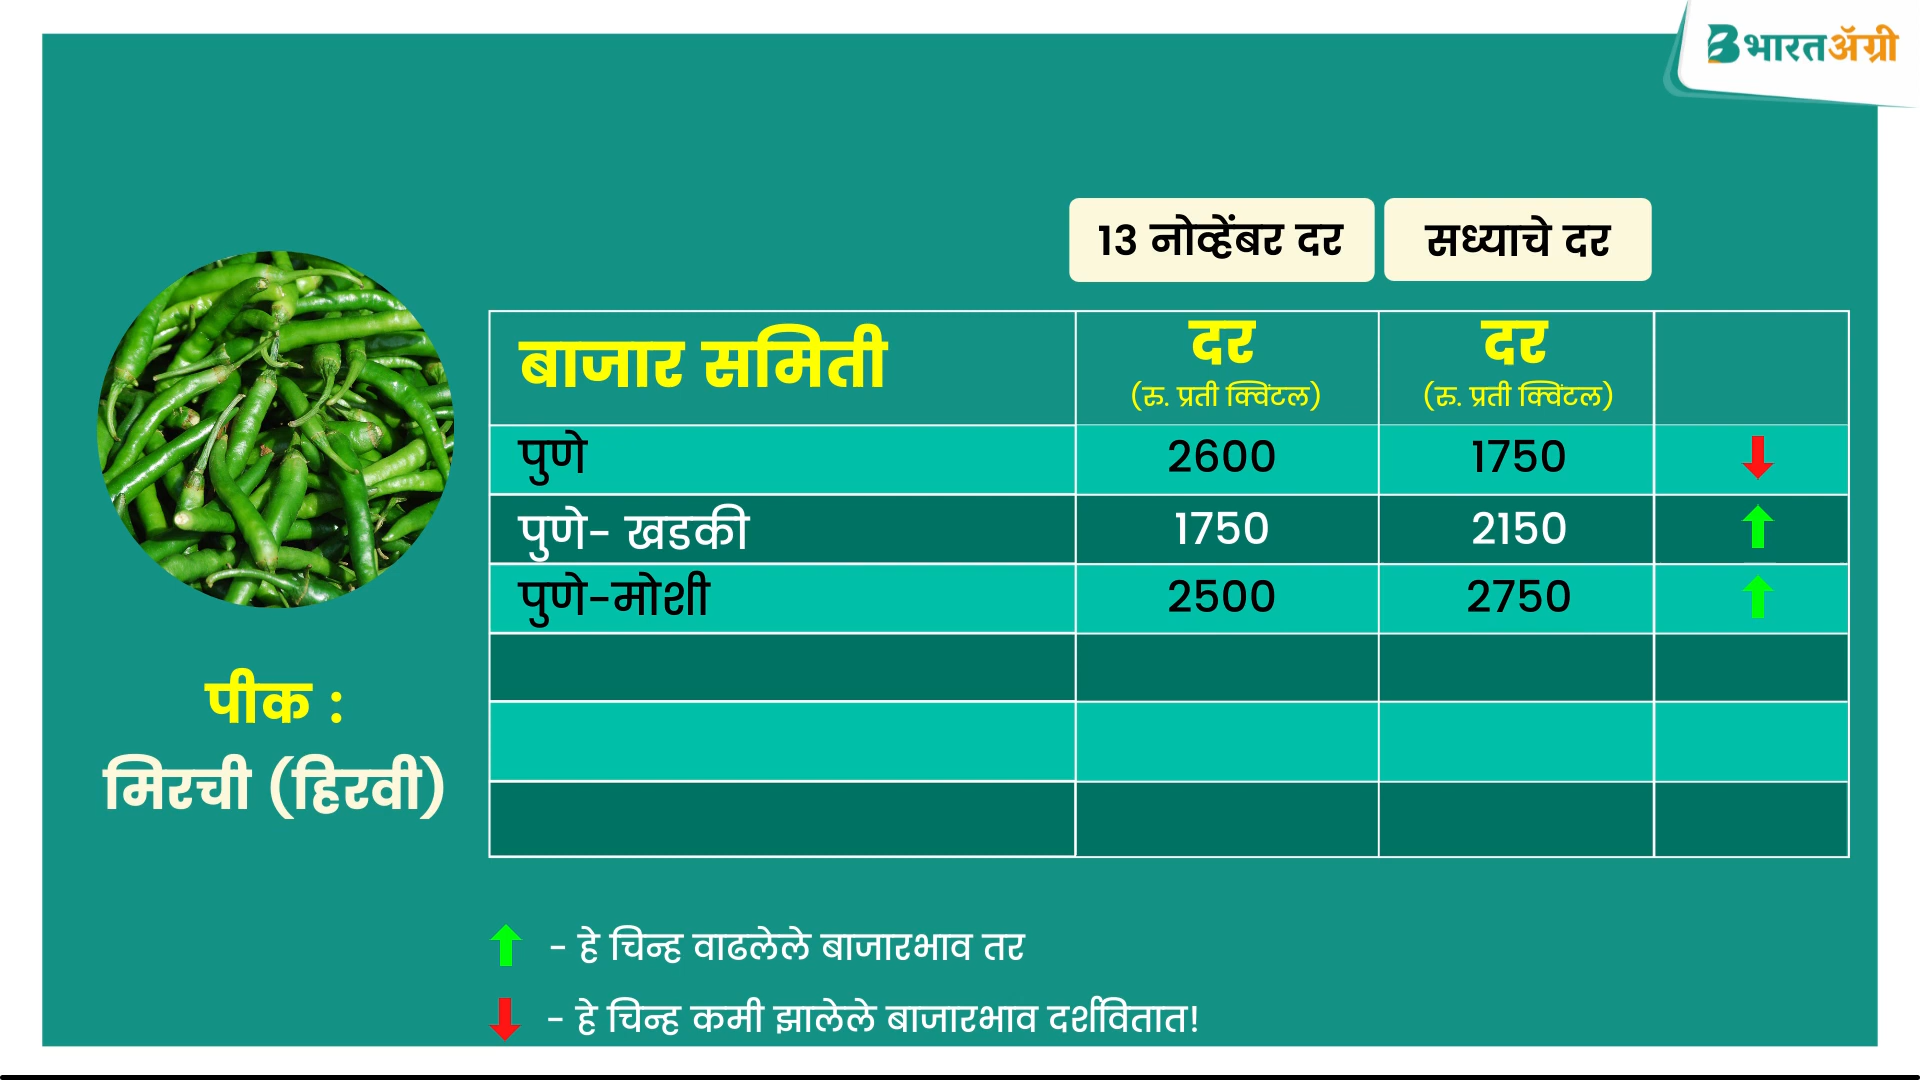 भारतॲग्री
१३ नोव्हेंबर दर सध्याचे दर
बाजार समिती दर दर
(रु. प्रती क्विंटल) (रु. प्रती क्विंटल)
पुणे 2600 1750
पुणे- खडकी 1750 2150
पुणे-मोशी 2500 2750
पीक :
मिरची (हिरवी)
- हे चिन्ह वाढलेले बाजारभाव तर
- हे चिन्ह कमी झालेले बाजारभाव दर्शवितात!